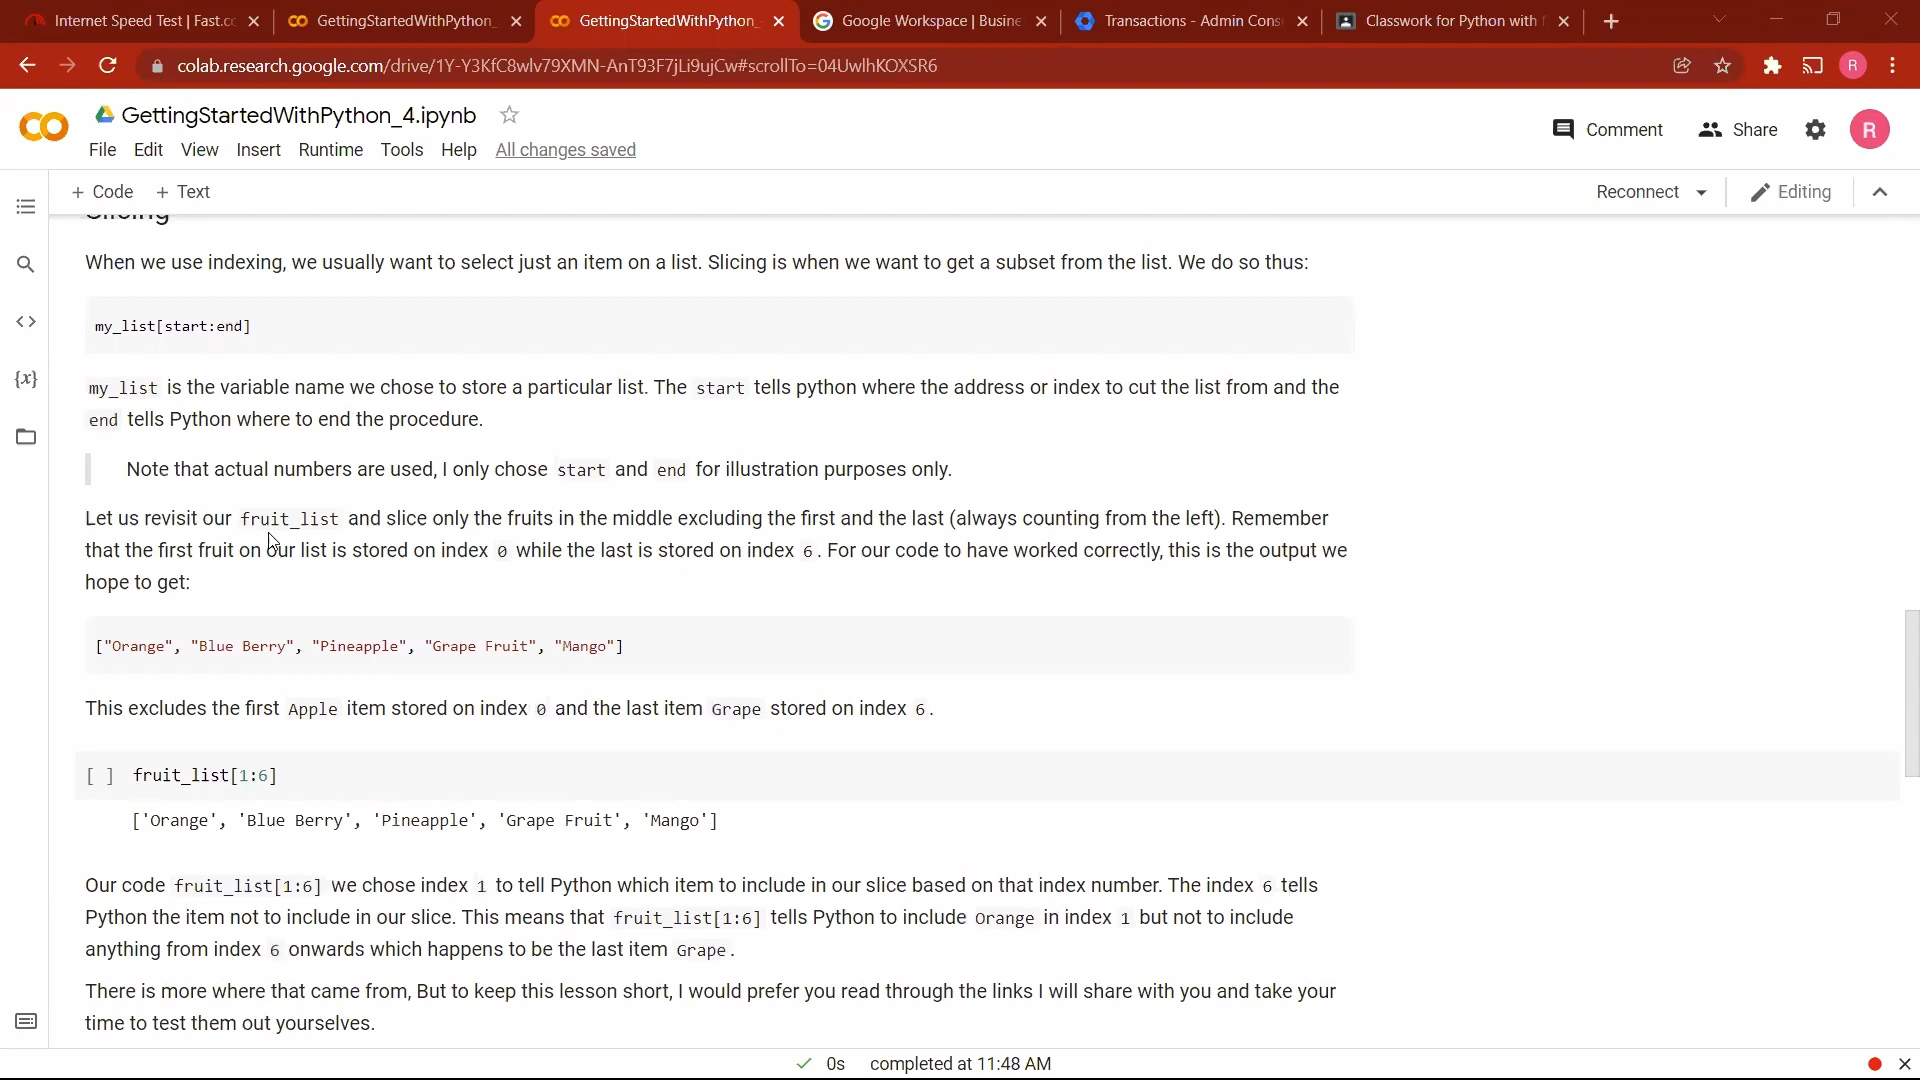 Internet Speed Test | Fast.co
GettingStartedWithPython_
GettingStartedWithPython_
Google Workspace | Busine
Transactions - Admin Cons
Classwork for Python with
colab.research.google.com/drive/1Y-Y3KfC8wlv79XMN-AnT93F7jLi9ujCw#scrollTo=04UwlhKOXSR6
R
GettingStartedWithPython_4.ipynb
File Edit View Insert Runtime Tools Help All changes saved
Comment Share R
+ Code + Text
Reconnect Editing
Slicing
When we use indexing, we usually want to select just an item on a list. Slicing is when we want to get a subset from the list. We do so thus:
my_list[start:end]
my_list is the variable name we chose to store a particular list. The start tells python where the address or index to cut the list from and the
end tells Python where to end the procedure.
Note that actual numbers are used, I only chose start and end for illustration purposes only.
Let us revisit our fruit_list and slice only the fruits in the middle excluding the first and the last (always counting from the left). Remember
that the first fruit on our list is stored on index 0 while the last is stored on index 6. For our code to have worked correctly, this is the output we
hope to get:
["Orange", "Blue Berry", "Pineapple", "Grape Fruit", "Mango"]
This excludes the first Apple item stored on index 0 and the last item Grape stored on index 6.
[ ] fruit_list[1:6]
['Orange', 'Blue Berry', 'Pineapple', 'Grape Fruit', 'Mango']
Our code fruit_list[1:6] we chose index 1 to tell Python which item to include in our slice based on that index number. The index 6 tells
Python the item not to include in our slice. This means that fruit_list[1:6] tells Python to include Orange in index 1 but not to include
anything from index 6 onwards which happens to be the last item Grape.
There is more where that came from, But to keep this lesson short, I would prefer you read through the links I will share with you and take your
time to test them out yourselves.
0s completed at 11:48 AM